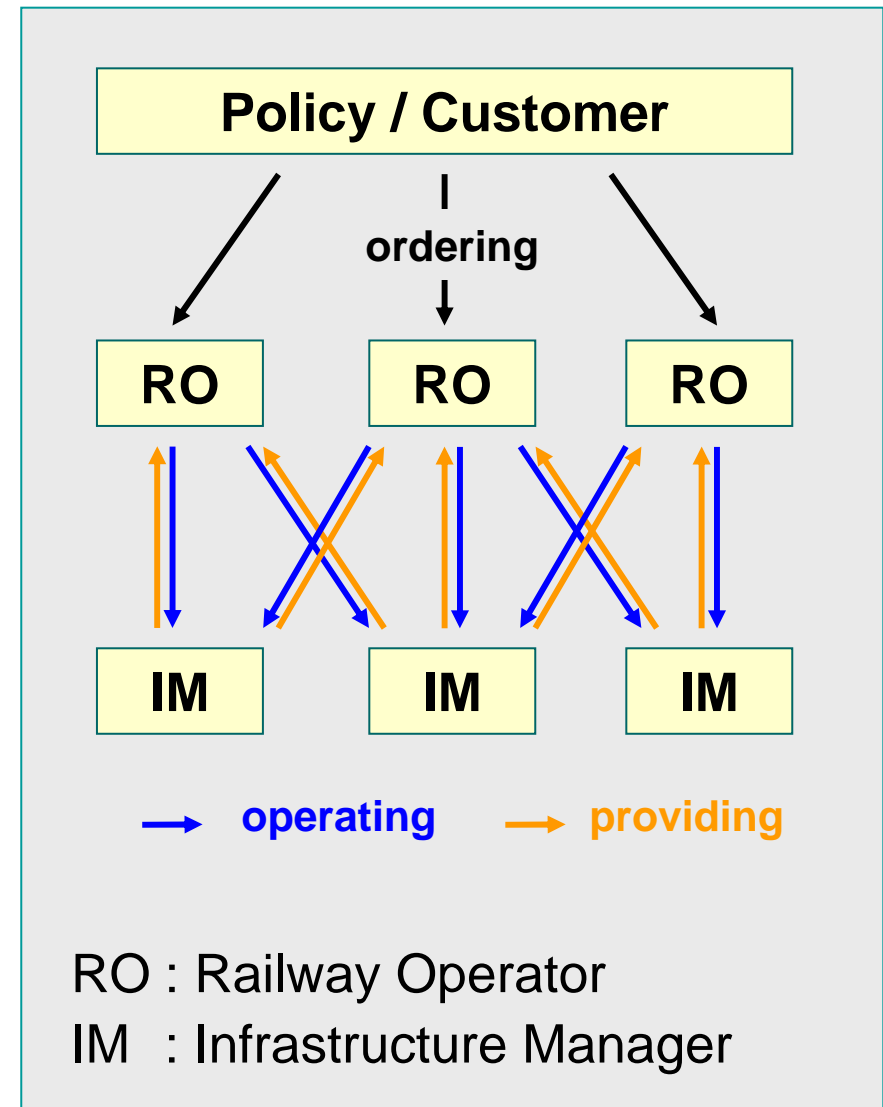 Policy / Customer
ordering
RO RO RO
IM IM IM
operating providing
RO : Railway Operator
IM : Infrastructure Manager